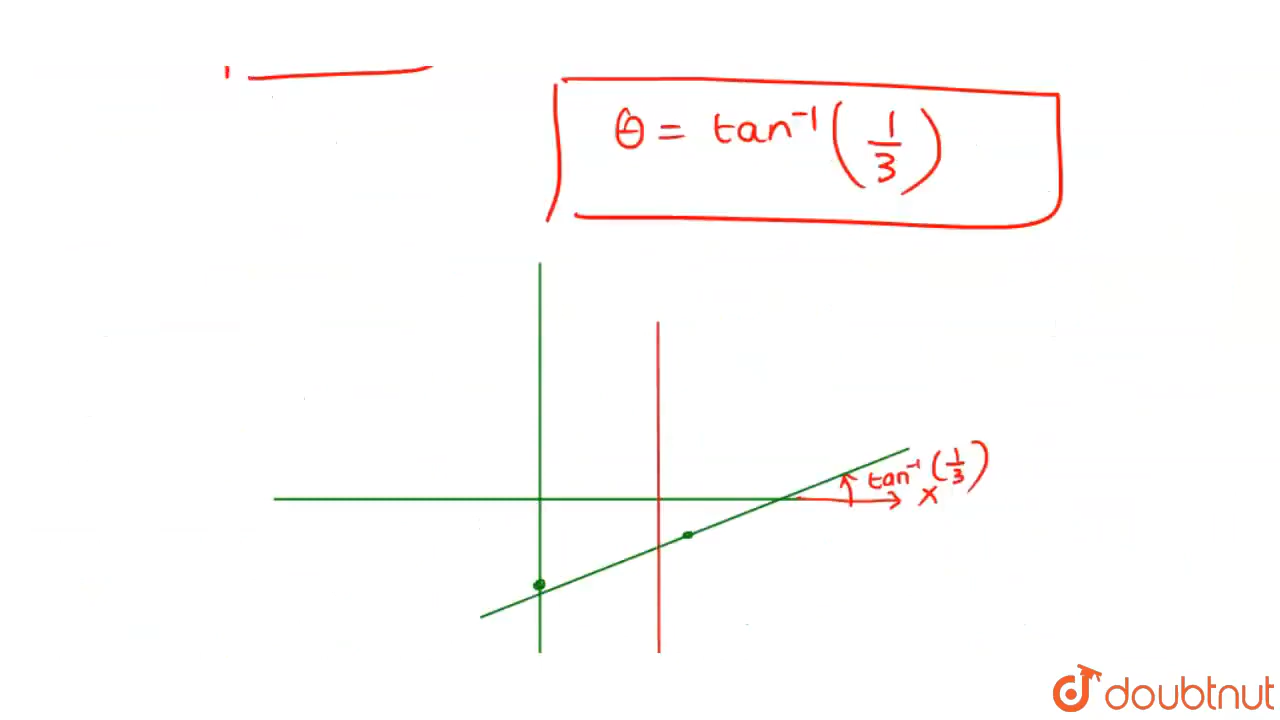 θ = tan⁻¹ (1/3)
tan⁻¹ (1/3)
X
doubtnut